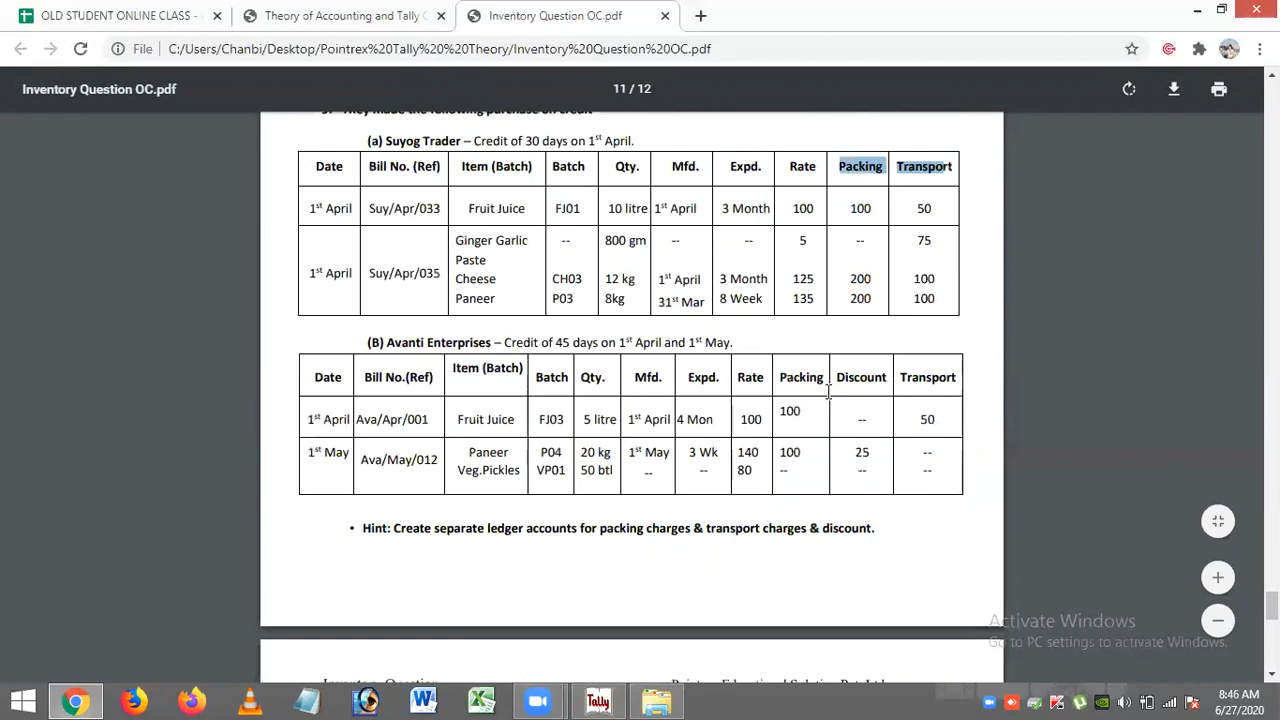 OLD STUDENT ONLINE CLASS -
Theory of Accounting and Tally C
Inventory Question OC.pdf
File
C:/Users/Chanbi/Desktop/Pointrex%20Tally%20%20Theory/Inventory%20Question%20OC.pdf
Inventory Question OC.pdf
11 / 12
(a) Suyog Trader – Credit of 30 days on 1st April.
Date Bill No. (Ref) Item (Batch) Batch Qty. Mfd. Expd. Rate Packing Transport
1st April Suy/Apr/033 Fruit Juice FJ01 10 litre 1st April 3 Month 100 100 50
Ginger Garlic -- 800 gm -- -- 5 -- 75
Paste
1st April Suy/Apr/035
Cheese CH03 12 kg 1st April 3 Month 125 200 100
Paneer P03 8kg 31st Mar 8 Week 135 200 100
(B) Avanti Enterprises – Credit of 45 days on 1st April and 1st May.
Date Bill No.(Ref) Item (Batch) Batch Qty. Mfd. Expd. Rate Packing Discount Transport
1st April Ava/Apr/001 Fruit Juice FJ03 5 litre 1st April 4 Mon 100 100 -- 50
1st May Ava/May/012 Paneer P04 20 kg 1st May 3 Wk 140 100 25 --
Veg.Pickles VP01 50 btl -- -- 80 -- -- --
• Hint: Create separate ledger accounts for packing charges & transport charges & discount.
Activate Windows
Go to PC settings to activate Windows.
Tally
8:46 AM
6/27/2020